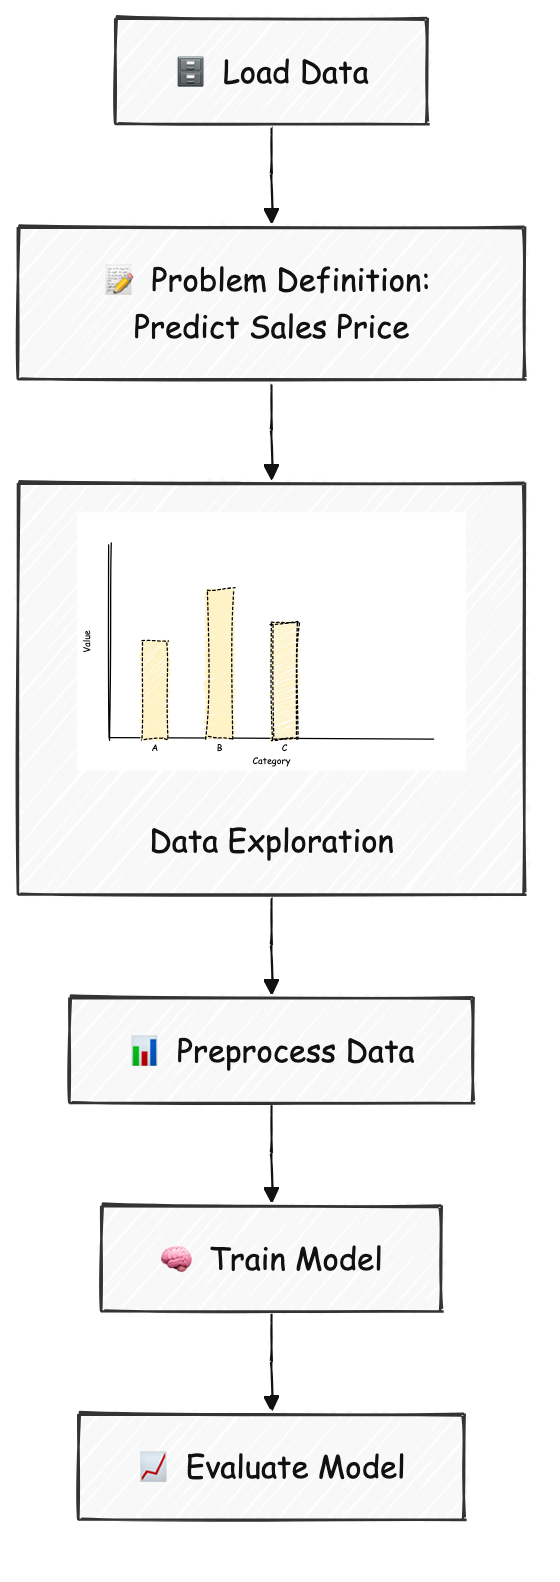 Load Data
Problem Definition:
Predict Sales Price
Value
A B C
Category
Data Exploration
Preprocess Data
Train Model
Evaluate Model